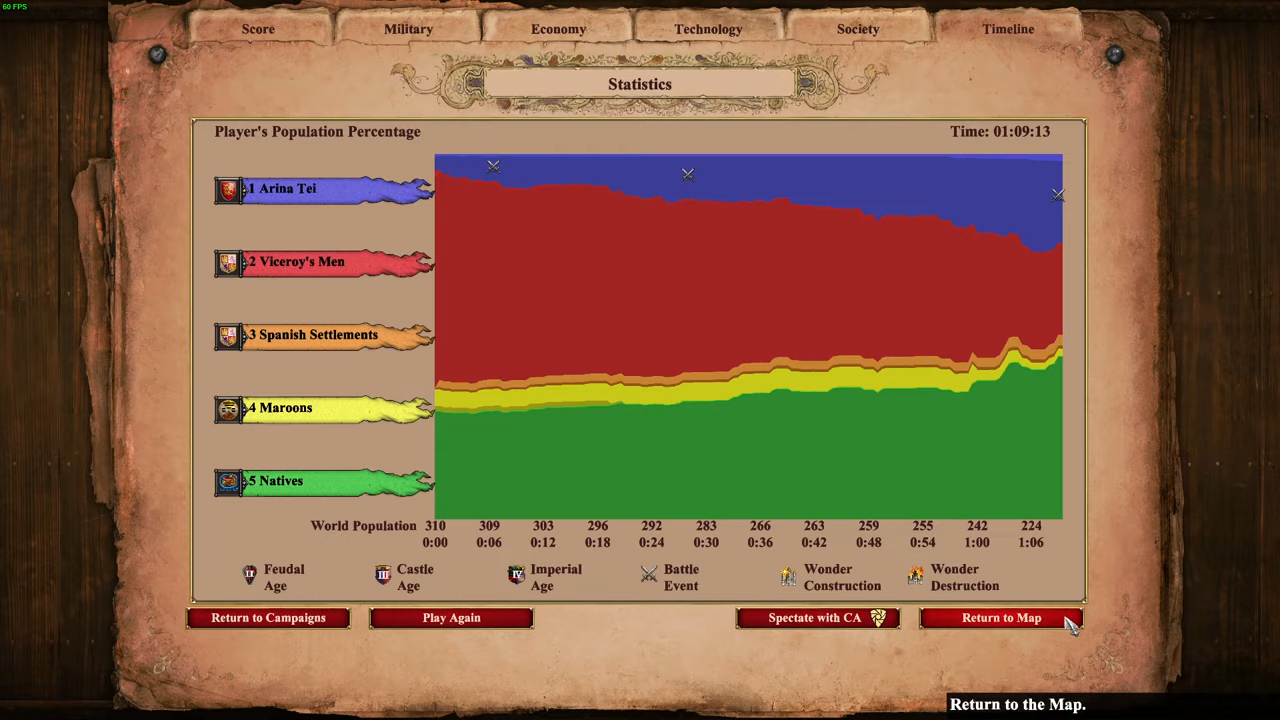 60 FPS
Score Military Economy Technology Society Timeline
Statistics
Player's Population Percentage Time: 01:09:13
1 Arina Tei
2 Viceroy's Men
3 Spanish Settlements
4 Maroons
5 Natives
World Population 310 309 303 296 292 283 266 263 259 255 242 224
0:00 0:06 0:12 0:18 0:24 0:30 0:36 0:42 0:48 0:54 1:00 1:06
II Feudal Age
III Castle Age
IV Imperial Age
Battle Event
Wonder Construction
Wonder Destruction
Return to Campaigns Play Again Spectate with CA Return to Map
Return to the Map.